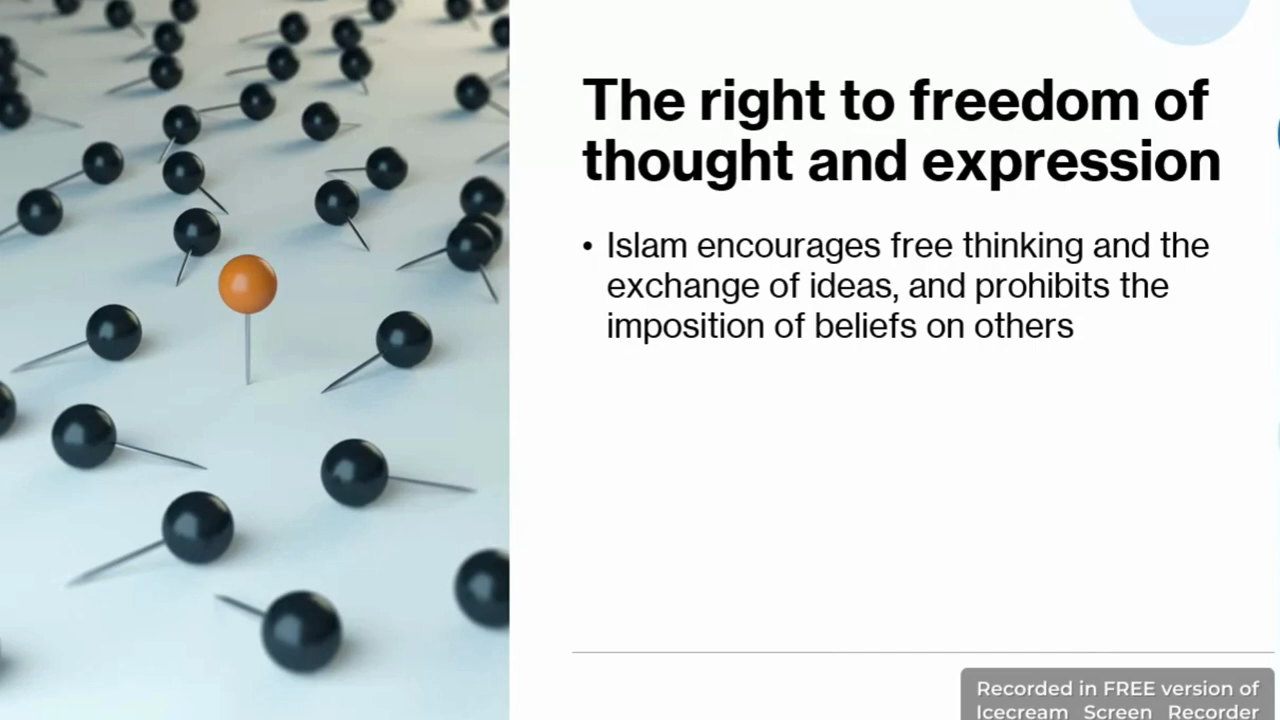 The right to freedom of
thought and expression
• Islam encourages free thinking and the
exchange of ideas, and prohibits the
imposition of beliefs on others
Recorded in FREE version of
Icecream Screen Recorder